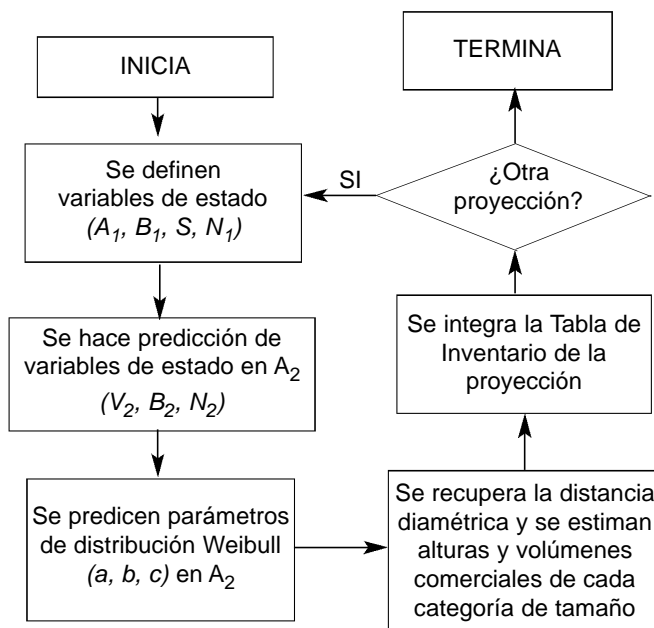 INICIA
Se definen
variables de estado
(A1, B1, S, N1)
Se hace predicción de
variables de estado en A2
(V2, B2, N2)
Se predicen parámetros
de distribución Weibull
(a, b, c) en A2
Se recupera la distancia
diamétrica y se estiman
alturas y volúmenes
comerciales de cada
categoría de tamaño
Se integra la Tabla de
Inventario de la
proyección
¿Otra
proyección?
SI
TERMINA